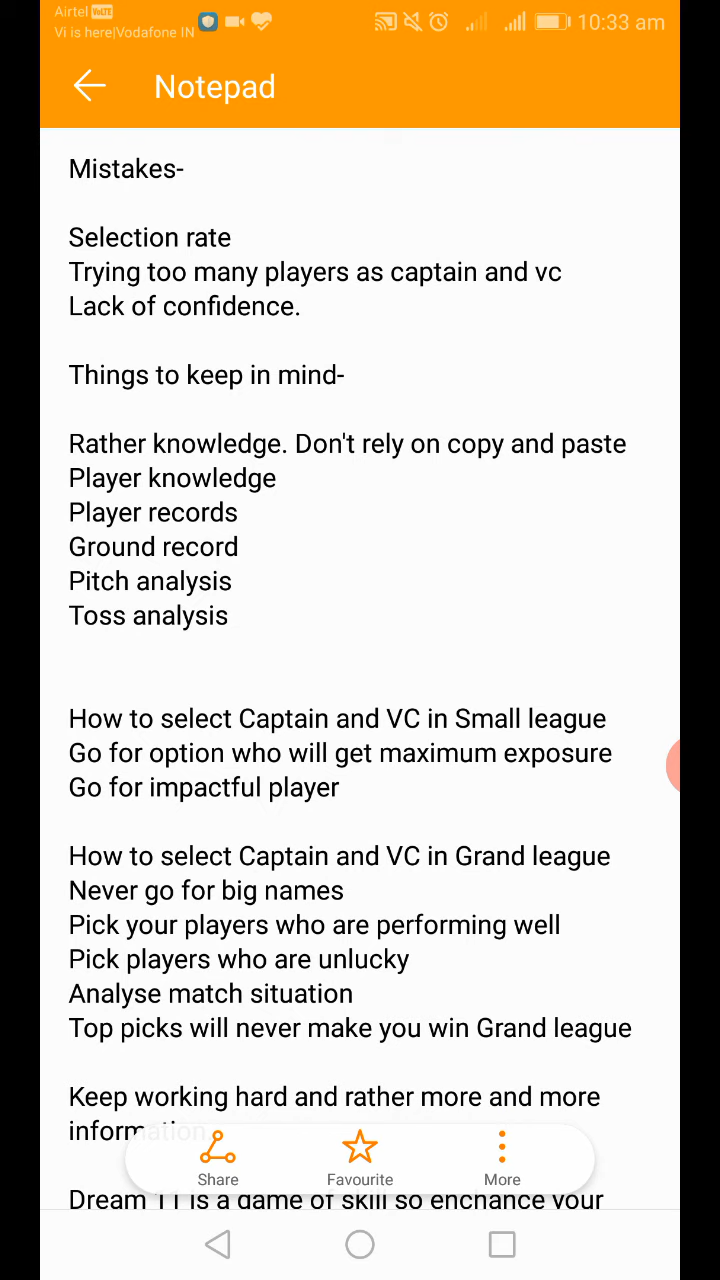 Airtel VoLTE
Vi is here|Vodafone IN
10:33 am
Notepad
Mistakes-
Selection rate
Trying too many players as captain and vc
Lack of confidence.
Things to keep in mind-
Rather knowledge. Don't rely on copy and paste
Player knowledge
Player records
Ground record
Pitch analysis
Toss analysis
How to select Captain and VC in Small league
Go for option who will get maximum exposure
Go for impactful player
How to select Captain and VC in Grand league
Never go for big names
Pick your players who are performing well
Pick players who are unlucky
Analyse match situation
Top picks will never make you win Grand league
Keep working hard and rather more and more
information
Share
Favourite
More
Dream 11 is a game of skill so enchance your